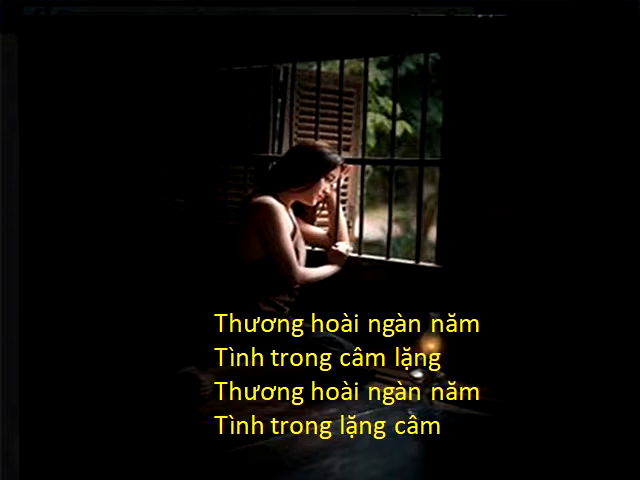 Thương hoài ngàn năm
Tình trong câm lặng
Thương hoài ngàn năm
Tình trong lặng câm